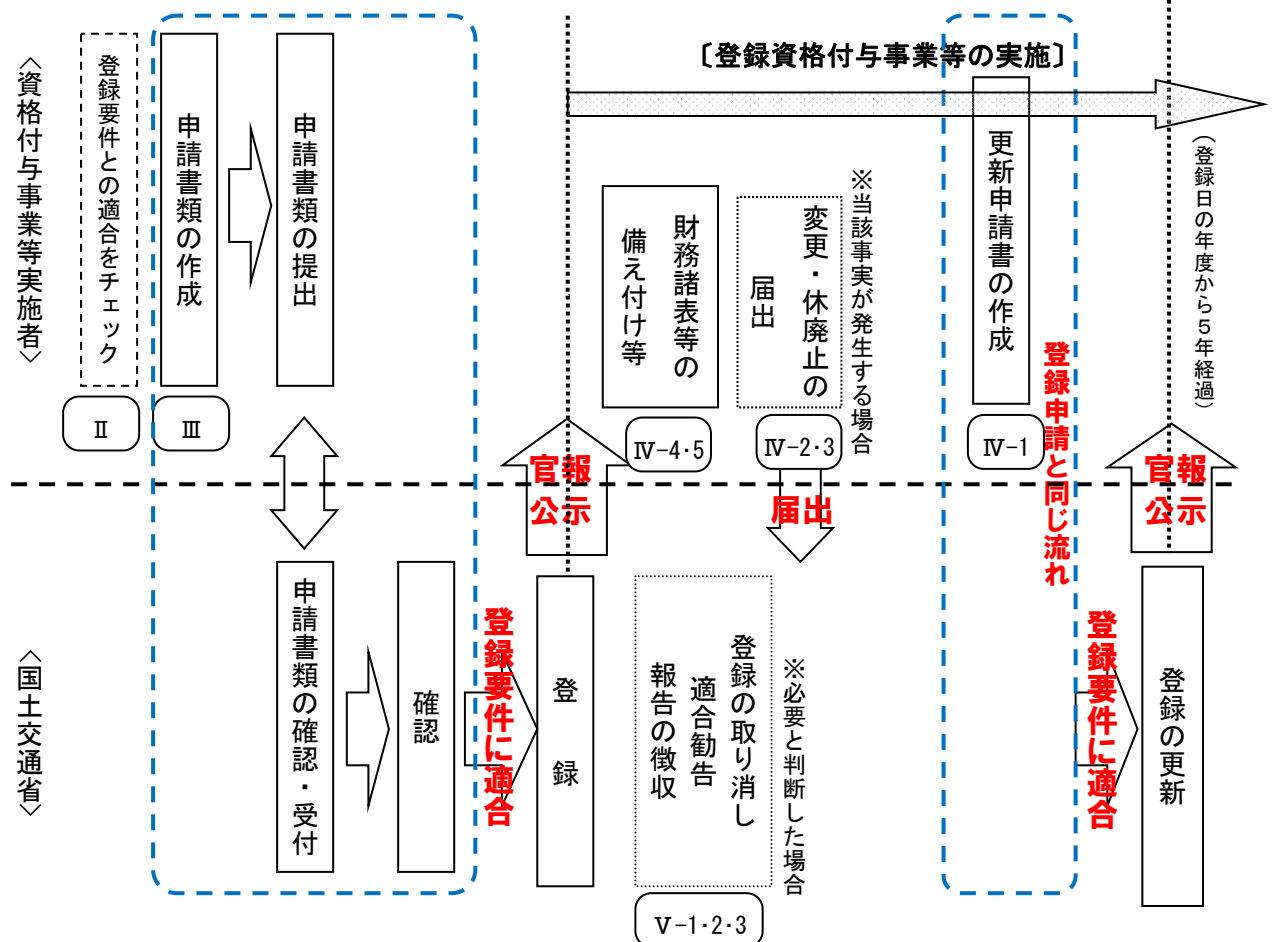 〈資格付与事業等実施者〉
登録要件との適合をチェック
Ⅱ
申請書類の作成
Ⅲ
申請書類の提出
〔登録資格付与事業等の実施〕
財務諸表等の
備え付け等
Ⅳ-4・5
変更・休廃止の
届出
※当該事実が発生する場合
Ⅳ-2・3
更新申請書の作成
Ⅳ-1
登録申請と同じ流れ
(登録日の年度から5年経過)
官報
公示
届出
官報
公示
〈国土交通省〉
申請書類の確認・受付
確認
登録要件に適合
登録
登録の取り消し
適合勧告
報告の徴収
※必要と判断した場合
Ⅴ-1・2・3
登録要件に適合
登録の更新